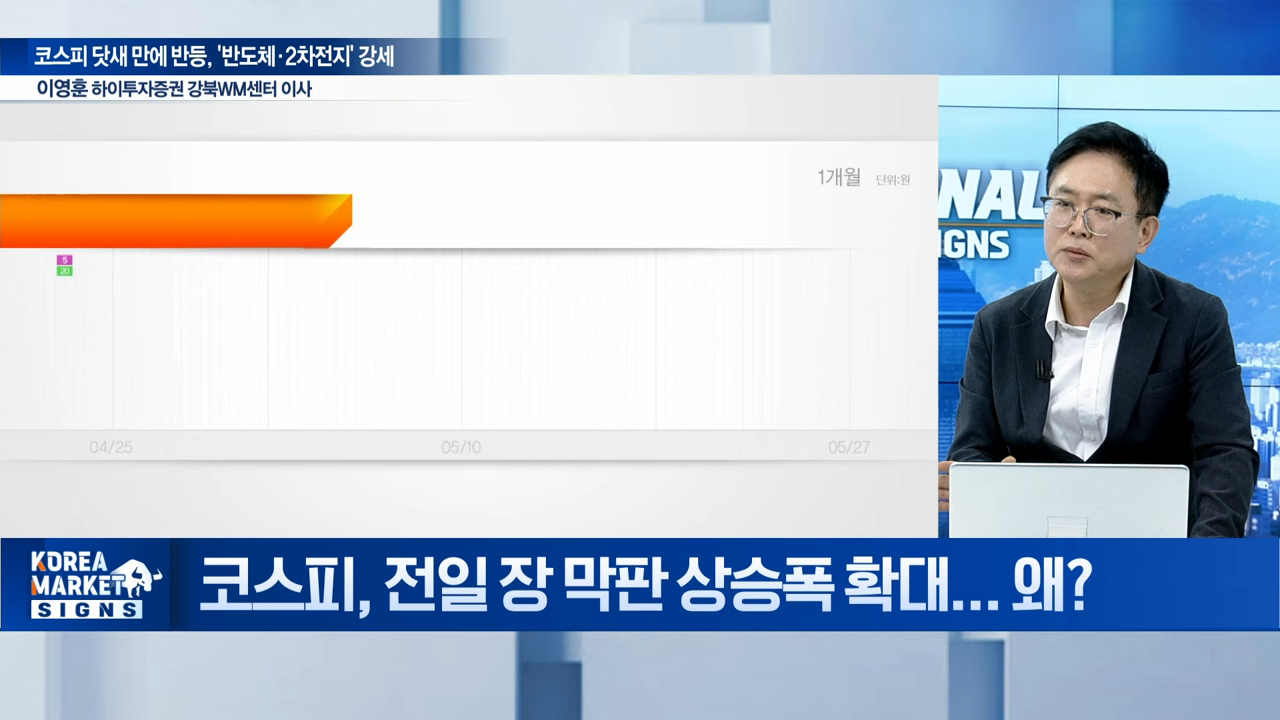 코스피 닷새 만에 반등, '반도체·2차전지' 강세
이영훈 하이투자증권 강북WM센터 이사
1개월 단위:원
5
20
04/25 05/10 05/27
NAL
IGNS
KOREA
MARKET
SIGNS
코스피, 전일 장 막판 상승폭 확대... 왜?